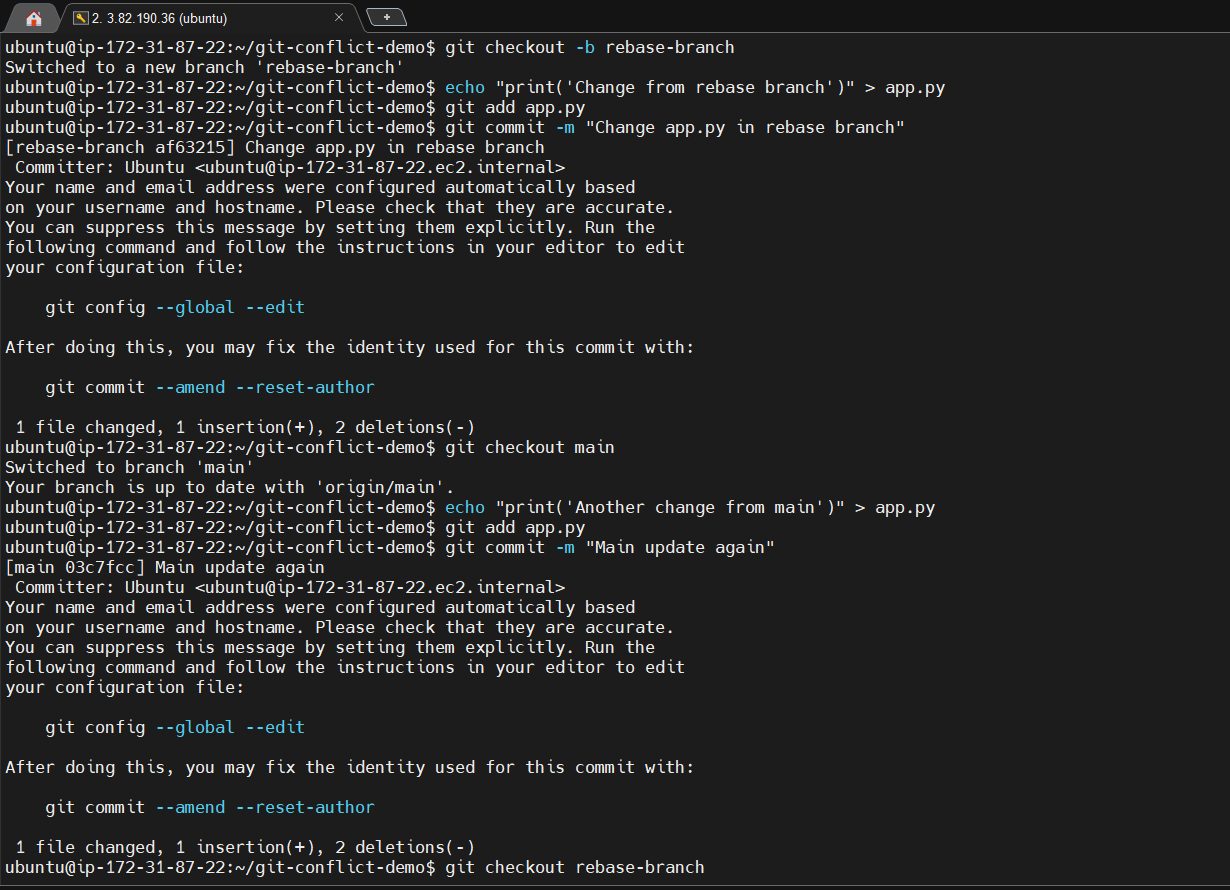 2. 3.82.190.36 (ubuntu)
ubuntu@ip-172-31-87-22:~/git-conflict-demo$ git checkout -b rebase-branch
Switched to a new branch 'rebase-branch'
ubuntu@ip-172-31-87-22:~/git-conflict-demo$ echo "print('Change from rebase branch')" > app.py
ubuntu@ip-172-31-87-22:~/git-conflict-demo$ git add app.py
ubuntu@ip-172-31-87-22:~/git-conflict-demo$ git commit -m "Change app.py in rebase branch"
[rebase-branch af63215] Change app.py in rebase branch
 Committer: Ubuntu <ubuntu@ip-172-31-87-22.ec2.internal>
Your name and email address were configured automatically based
on your username and hostname. Please check that they are accurate.
You can suppress this message by setting them explicitly. Run the
following command and follow the instructions in your editor to edit
your configuration file:

    git config --global --edit

After doing this, you may fix the identity used for this commit with:

    git commit --amend --reset-author

 1 file changed, 1 insertion(+), 2 deletions(-)
ubuntu@ip-172-31-87-22:~/git-conflict-demo$ git checkout main
Switched to branch 'main'
Your branch is up to date with 'origin/main'.
ubuntu@ip-172-31-87-22:~/git-conflict-demo$ echo "print('Another change from main')" > app.py
ubuntu@ip-172-31-87-22:~/git-conflict-demo$ git add app.py
ubuntu@ip-172-31-87-22:~/git-conflict-demo$ git commit -m "Main update again"
[main 03c7fcc] Main update again
 Committer: Ubuntu <ubuntu@ip-172-31-87-22.ec2.internal>
Your name and email address were configured automatically based
on your username and hostname. Please check that they are accurate.
You can suppress this message by setting them explicitly. Run the
following command and follow the instructions in your editor to edit
your configuration file:

    git config --global --edit

After doing this, you may fix the identity used for this commit with:

    git commit --amend --reset-author

 1 file changed, 1 insertion(+), 2 deletions(-)
ubuntu@ip-172-31-87-22:~/git-conflict-demo$ git checkout rebase-branch